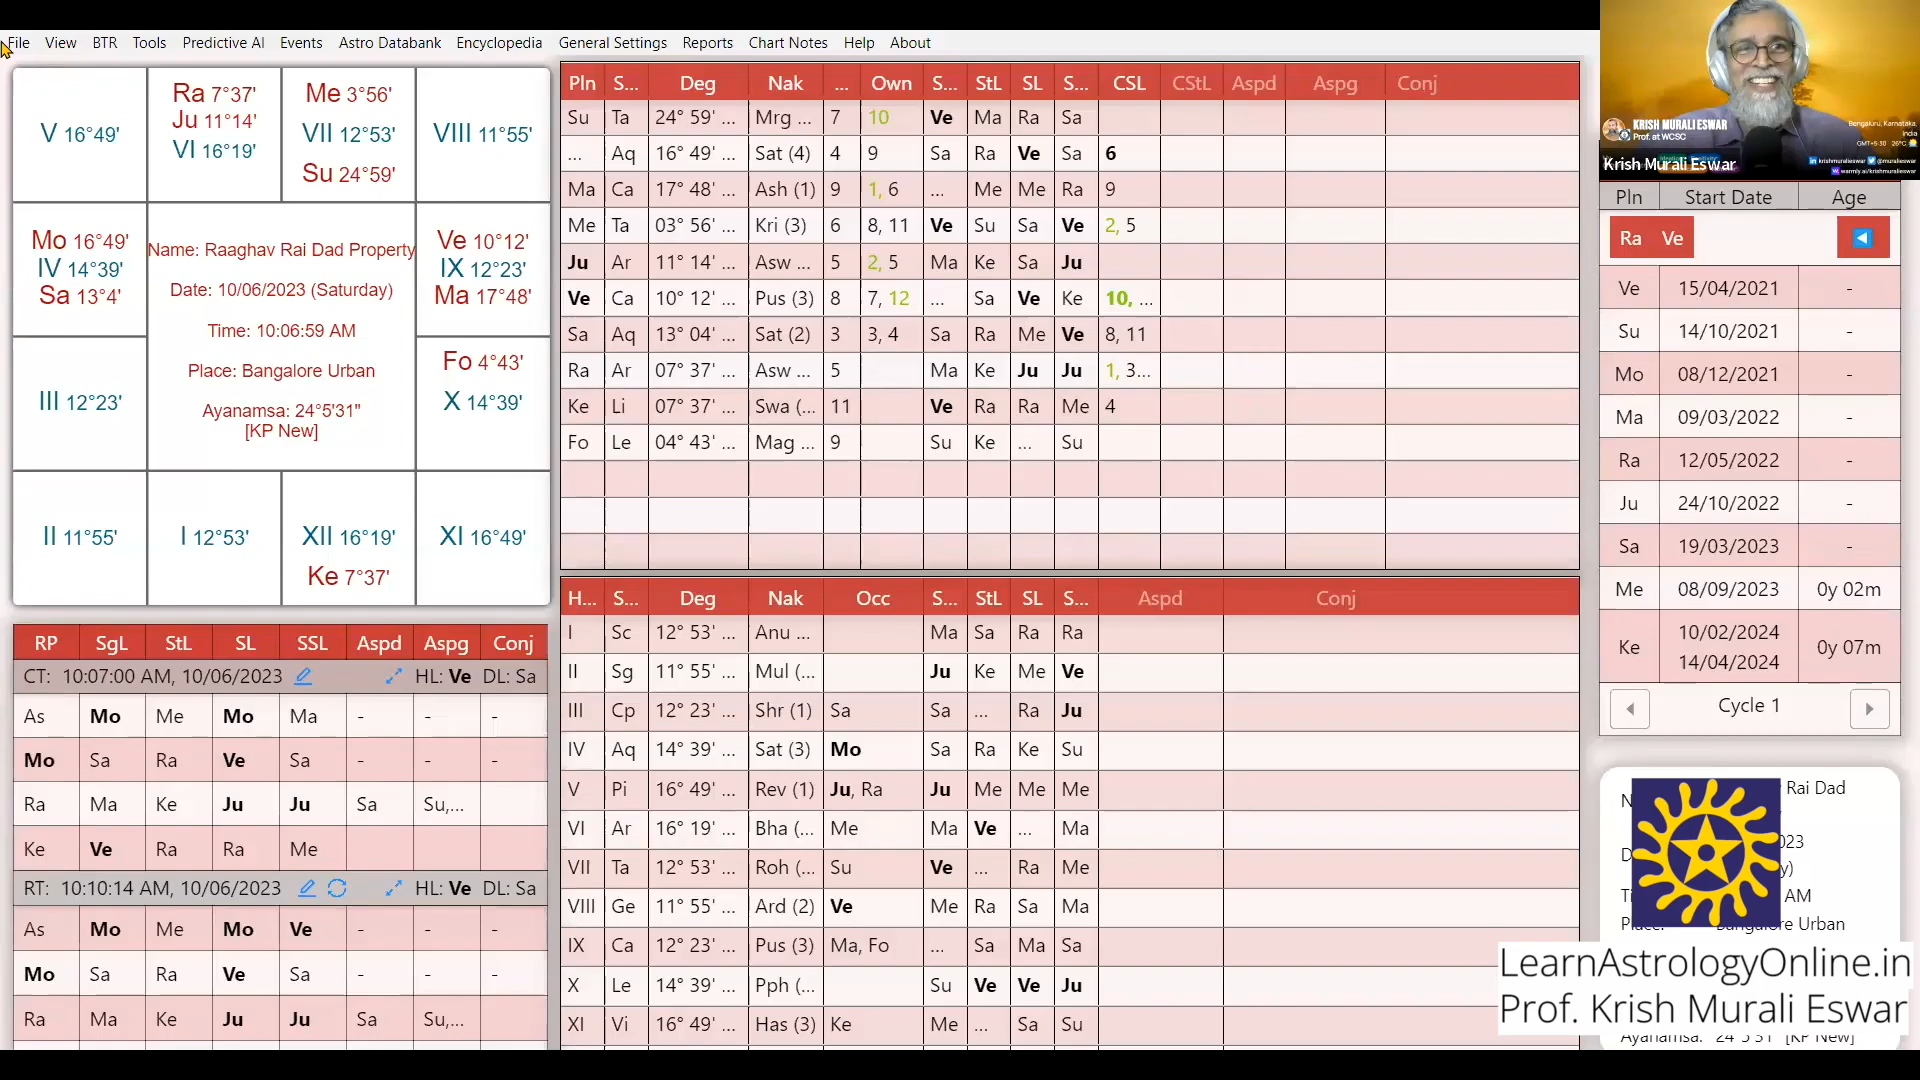 File View BTR Tools Predictive AI Events Astro Databank Encyclopedia General Settings Reports Chart Notes Help About
V 16°49'
Ra 7°37'
Ju 11°14'
VI 16°19'
Me 3°56'
VII 12°53'
Su 24°59'
VIII 11°55'
Mo 16°49'
IV 14°39'
Sa 13°4'
Name: Raaghav Rai Dad Property
Date: 10/06/2023 (Saturday)
Time: 10:06:59 AM
Place: Bangalore Urban
Ayanamsa: 24°5'31"
[KP New]
Ve 10°12'
IX 12°23'
Ma 17°48'
III 12°23'
Fo 4°43'
X 14°39'
II 11°55'
I 12°53'
XII 16°19'
Ke 7°37'
XI 16°49'
RP SgL StL SL SSL Aspd Aspg Conj
CT: 10:07:00 AM, 10/06/2023 HL: Ve DL: Sa
As Mo Me Mo Ma - - -
Mo Sa Ra Ve Sa - - -
Ra Ma Ke Ju Ju Sa Su,...
Ke Ve Ra Ra Me
RT: 10:10:14 AM, 10/06/2023 HL: Ve DL: Sa
As Mo Me Mo Ve - - -
Mo Sa Ra Ve Sa - - -
Ra Ma Ke Ju Ju Sa Su,...
Pln S... Deg Nak ... Own S... StL SL S... CSL CStL Aspd Aspg Conj
Su Ta 24° 59' ... Mrg ... 7 10 Ve Ma Ra Sa
... Aq 16° 49' ... Sat (4) 4 9 Sa Ra Ve Sa 6
Ma Ca 17° 48' ... Ash (1) 9 1, 6 ... Me Me Ra 9
Me Ta 03° 56' ... Kri (3) 6 8, 11 Ve Su Sa Ve 2, 5
Ju Ar 11° 14' ... Asw ... 5 2, 5 Ma Ke Sa Ju
Ve Ca 10° 12' ... Pus (3) 8 7, 12 ... Sa Ve Ke 10, ...
Sa Aq 13° 04' ... Sat (2) 3 3, 4 Sa Ra Me Ve 8, 11
Ra Ar 07° 37' ... Asw ... 5 Ma Ke Ju Ju 1, 3...
Ke Li 07° 37' ... Swa (... 11 Ve Ra Ra Me 4
Fo Le 04° 43' ... Mag ... 9 Su Ke ... Su
H... S... Deg Nak Occ S... StL SL S... Aspd Conj
I Sc 12° 53' ... Anu ... Ma Sa Ra Ra
II Sg 11° 55' ... Mul (... Ju Ke Me Ve
III Cp 12° 23' ... Shr (1) Sa Sa ... Ra Ju
IV Aq 14° 39' ... Sat (3) Mo Sa Ra Ke Su
V Pi 16° 49' ... Rev (1) Ju, Ra Ju Me Me Me
VI Ar 16° 19' ... Bha (... Me Ma Ve ... Ma
VII Ta 12° 53' ... Roh (... Su Ve ... Ra Me
VIII Ge 11° 55' ... Ard (2) Ve Me Ra Sa Ma
IX Ca 12° 23' ... Pus (3) Ma, Fo ... Sa Ma Sa
X Le 14° 39' ... Pph (... Su Ve Ve Ju
XI Vi 16° 49' ... Has (3) Ke Me ... Sa Su
KRISH MURALI ESWAR
Prof. at WCSC
Bengaluru, Karnataka,
India
GMT+5:30 26°C
krishmuralieswar @muralieswar
warmly.ai/krishmuralieswar
Krish Murali Eswar
Pln Start Date Age
Ra Ve
Ve 15/04/2021 -
Su 14/10/2021 -
Mo 08/12/2021 -
Ma 09/03/2022 -
Ra 12/05/2022 -
Ju 24/10/2022 -
Sa 19/03/2023 -
Me 08/09/2023 0y 02m
Ke 10/02/2024 14/04/2024 0y 07m
Cycle 1
Rai Dad
AM
Urban
LearnAstrologyOnline.in
Prof. Krish Murali Eswar
Ayanamsa: 24°5'31" [KP New]